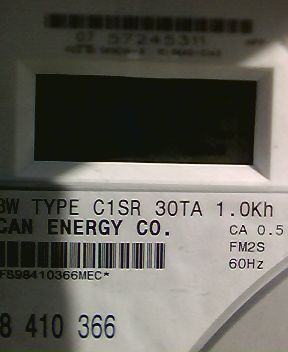 07 57245311
3W TYPE C1SR 30TA 1.0Kh
CAN ENERGY CO.
CA 0.5
FM2S
60Hz
FS98410366MEC*
8 410 366